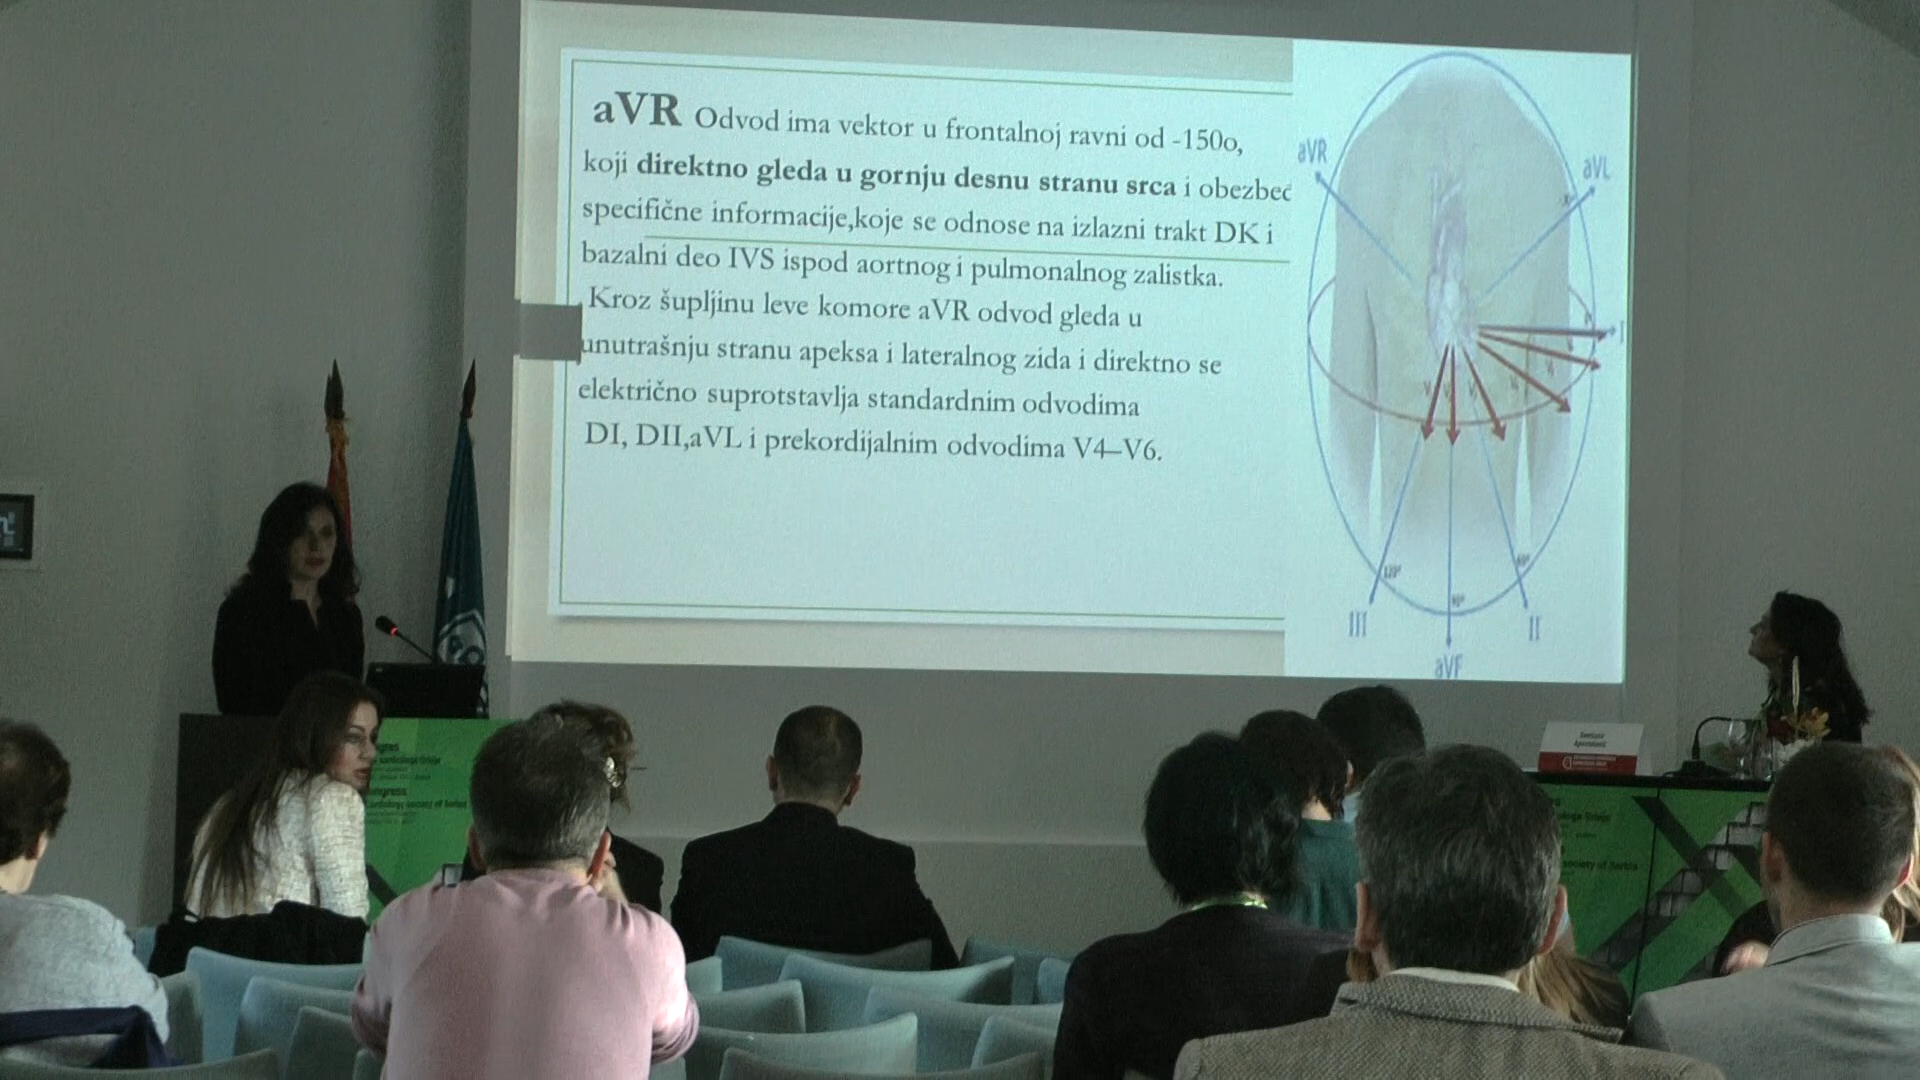 aVR Odvod ima vektor u frontalnoj ravni od -150o,
koji direktno gleda u gornju desnu stranu srca i obezbeđ
specifične informacije,koje se odnose na izlazni trakt DK i
bazalni deo IVS ispod aortnog i pulmonalnog zalistka.
Kroz šupljinu leve komore aVR odvod gleda u
unutrašnju stranu apeksa i lateralnog zida i direktno se
električno suprotstavlja standardnim odvodima
DI, DII,aVL i prekordijalnim odvodima V4–V6.
aVR
aVL
I
III
II
aVF
society of Serbia